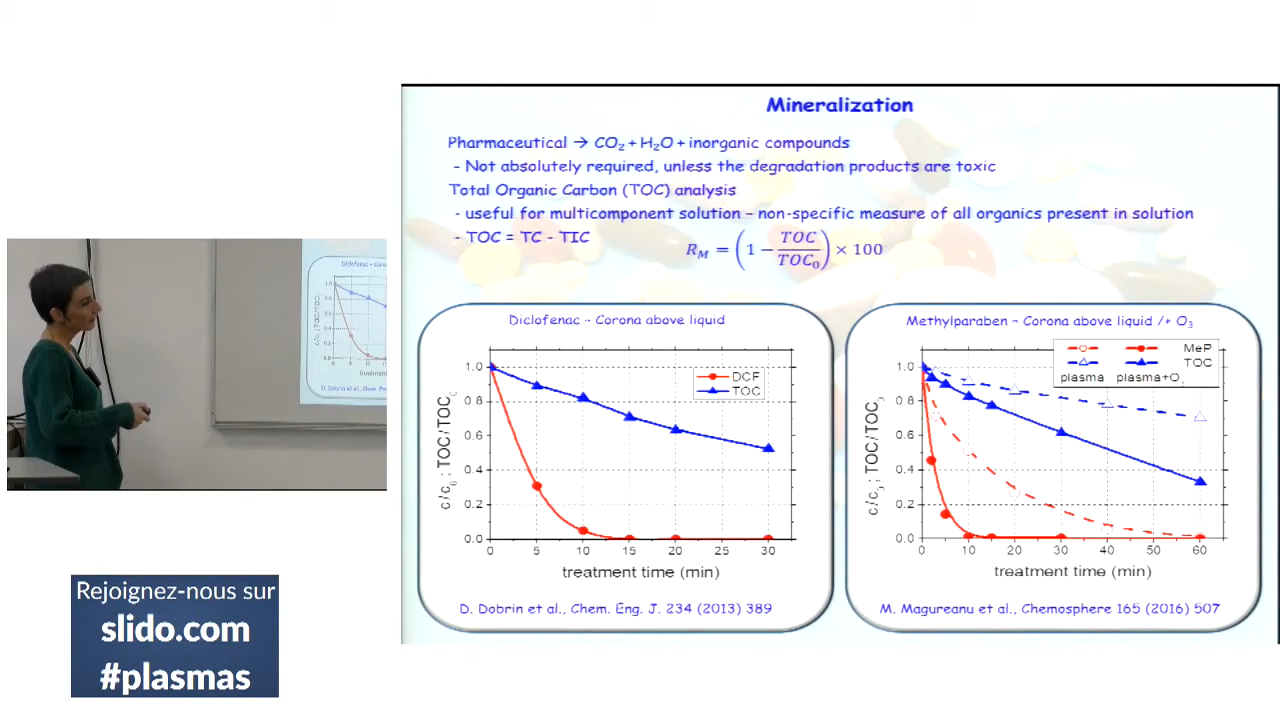 Mineralization
Pharmaceutical → CO₂ + H₂O + inorganic compounds
- Not absolutely required, unless the degradation products are toxic
Total Organic Carbon (TOC) analysis
- useful for multicomponent solution – non-specific measure of all organics present in solution
- TOC = TC - TIC
R_M = (1 − TOC/TOC₀) × 100
Diclofenac - Corona above liquid
DCF
TOC
c/c₀ ; TOC/TOC₀
1.0
0.8
0.6
0.4
0.2
0.0
0 5 10 15 20 25 30
treatment time (min)
D. Dobrin et al., Chem. Eng. J. 234 (2013) 389
Methylparaben - Corona above liquid /+ O₃
MeP
TOC
plasma plasma+O₃
c/c₀ ; TOC/TOC₀
1.0
0.8
0.6
0.4
0.2
0.0
0 10 20 30 40 50 60
treatment time (min)
M. Magureanu et al., Chemosphere 165 (2016) 507
Diclofenac - Coro
D. Dobrin et al., Chem.
Rejoignez-nous sur
slido.com
#plasmas